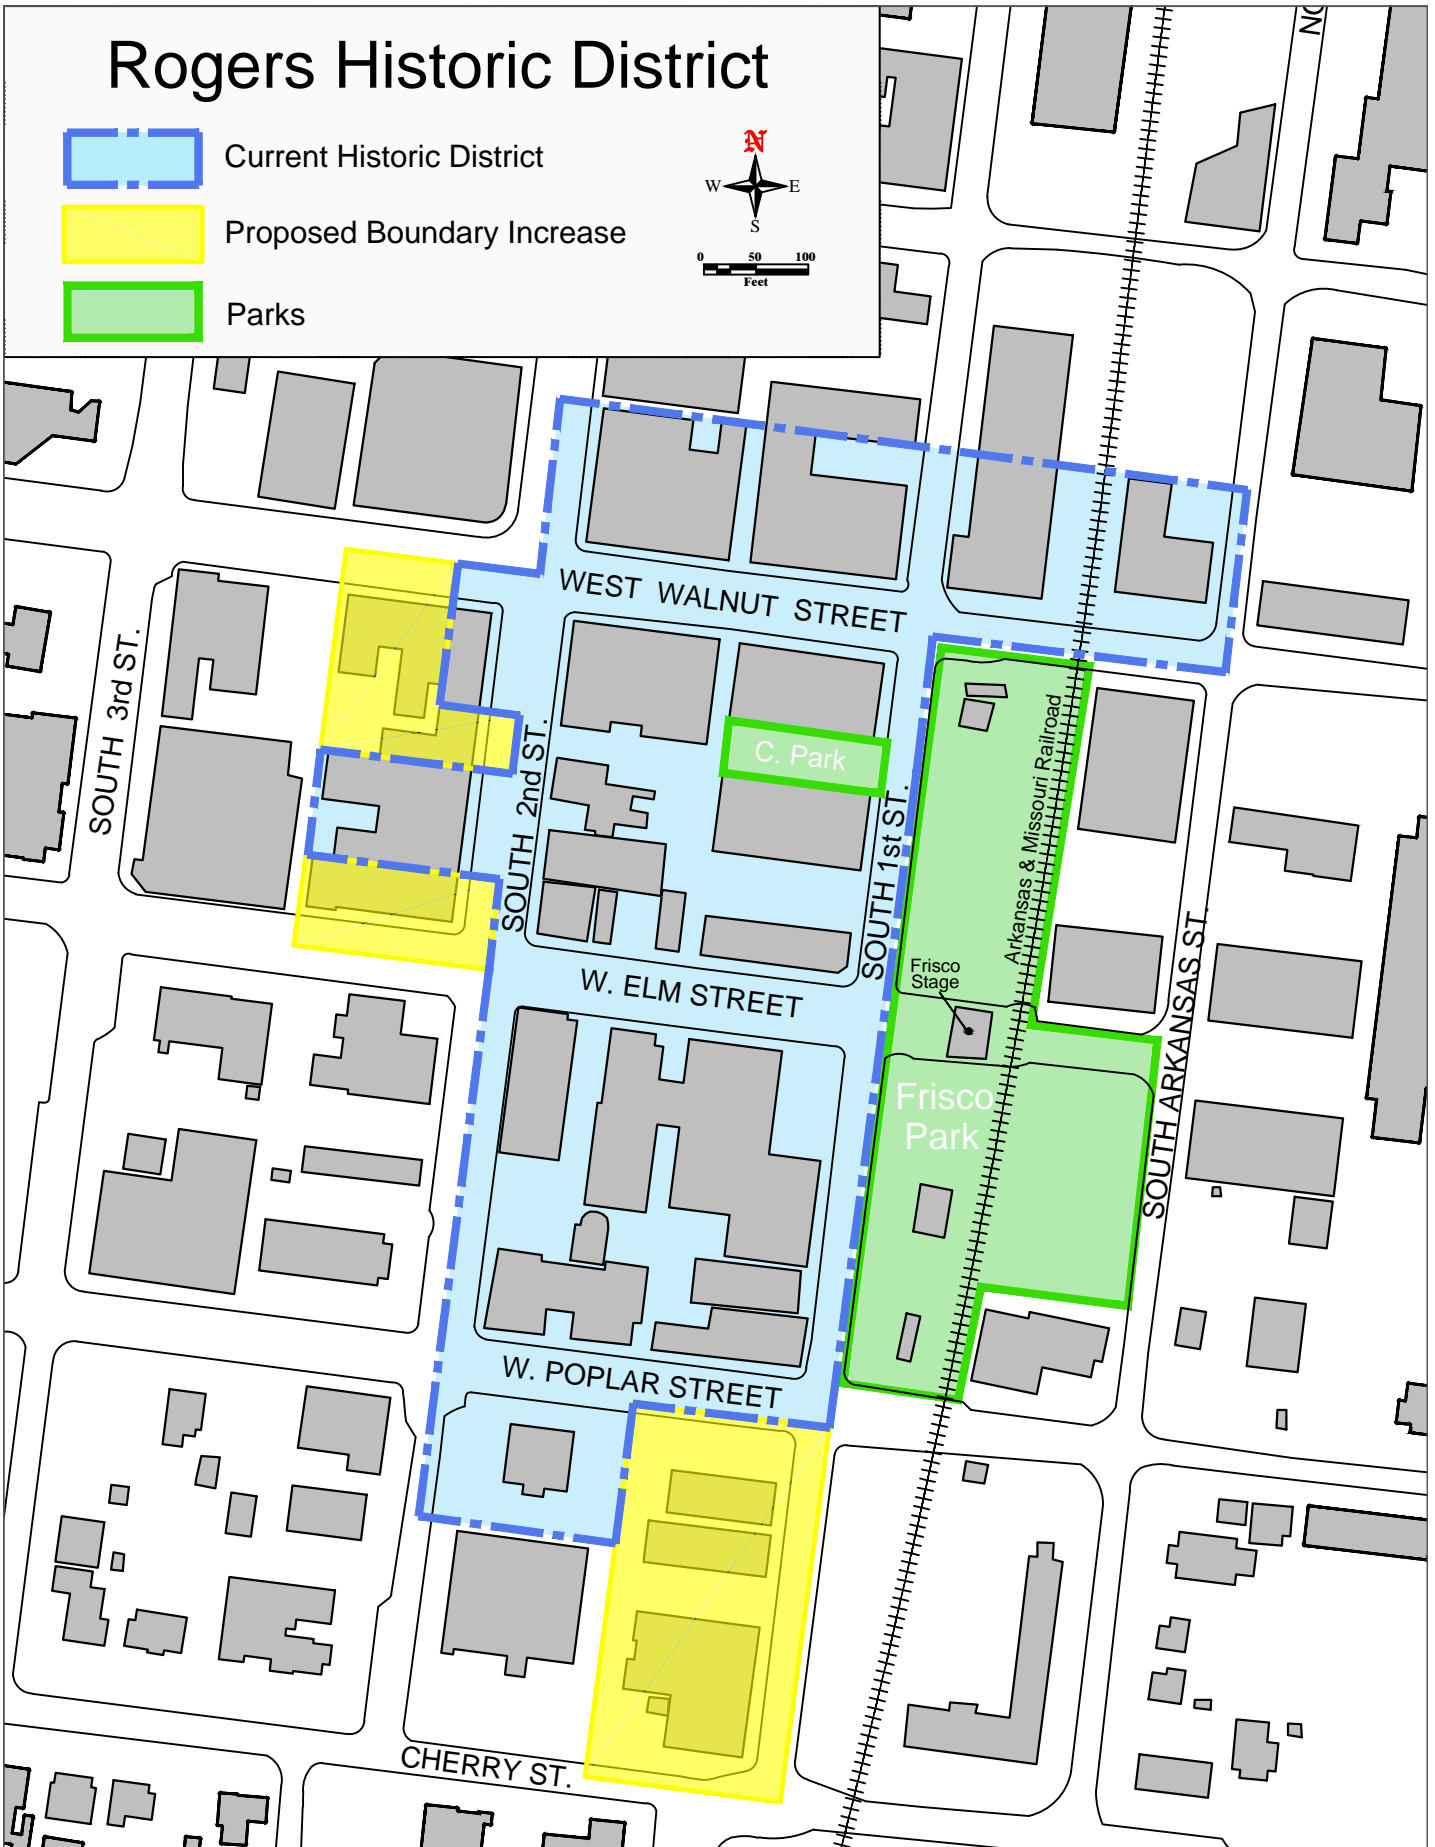 Rogers Historic District
Current Historic District
Proposed Boundary Increase
Parks
N
W E
S
0 50 100
Feet
NO
WEST WALNUT STREET
SOUTH 3rd ST.
SOUTH 2nd ST.
C. Park
SOUTH 1st ST.
Arkansas & Missouri Railroad
Frisco
Stage
W. ELM STREET
SOUTH ARKANSAS ST.
Frisco
Park
W. POPLAR STREET
CHERRY ST.